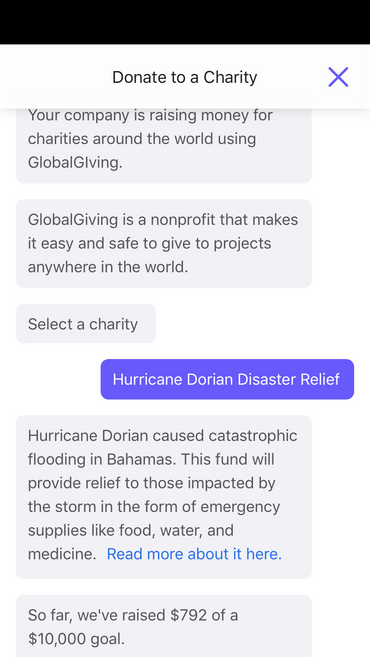 Donate to a Charity
Your company is raising money for
charities around the world using
GlobalGIving.
GlobalGiving is a nonprofit that makes
it easy and safe to give to projects
anywhere in the world.
Select a charity
Hurricane Dorian Disaster Relief
Hurricane Dorian caused catastrophic
flooding in Bahamas. This fund will
provide relief to those impacted by
the storm in the form of emergency
supplies like food, water, and
medicine. Read more about it here.
So far, we've raised $792 of a
$10,000 goal.